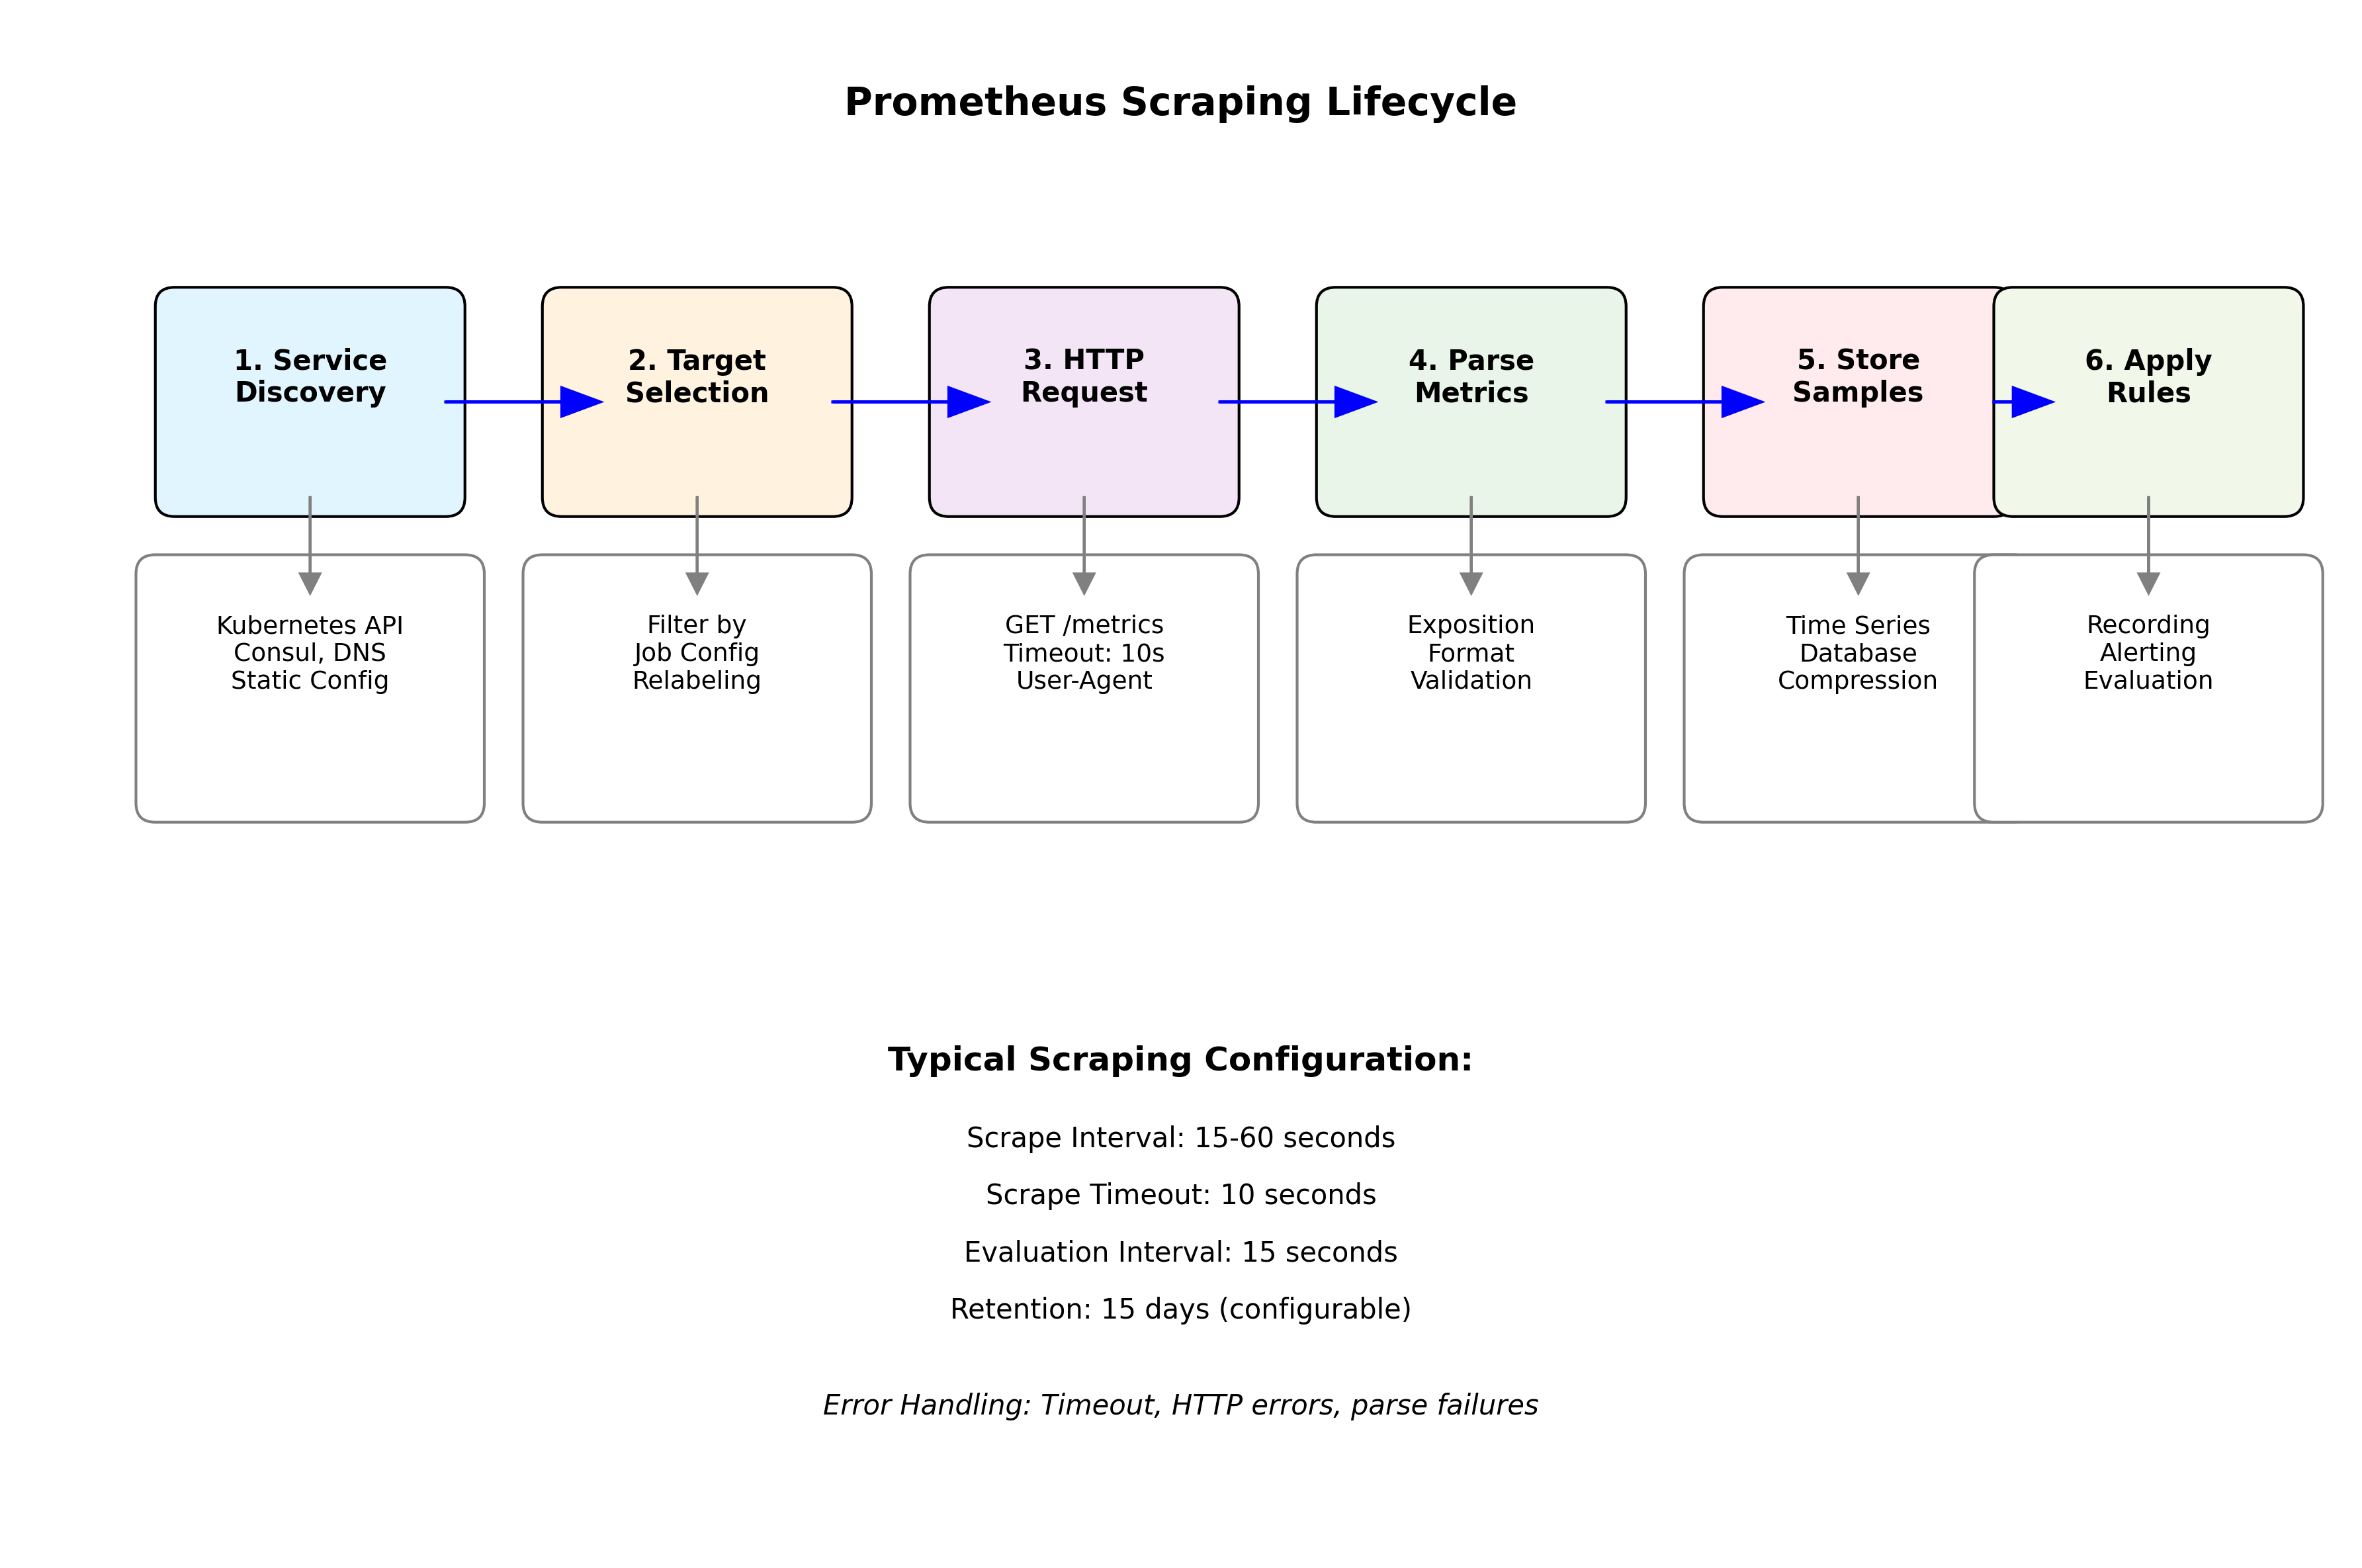 Prometheus Scraping Lifecycle
1. Service
Discovery
2. Target
Selection
3. HTTP
Request
4. Parse
Metrics
5. Store
Samples
6. Apply
Rules
Kubernetes API
Consul, DNS
Static Config
Filter by
Job Config
Relabeling
GET /metrics
Timeout: 10s
User-Agent
Exposition
Format
Validation
Time Series
Database
Compression
Recording
Alerting
Evaluation
Typical Scraping Configuration:
Scrape Interval: 15-60 seconds
Scrape Timeout: 10 seconds
Evaluation Interval: 15 seconds
Retention: 15 days (configurable)
Error Handling: Timeout, HTTP errors, parse failures